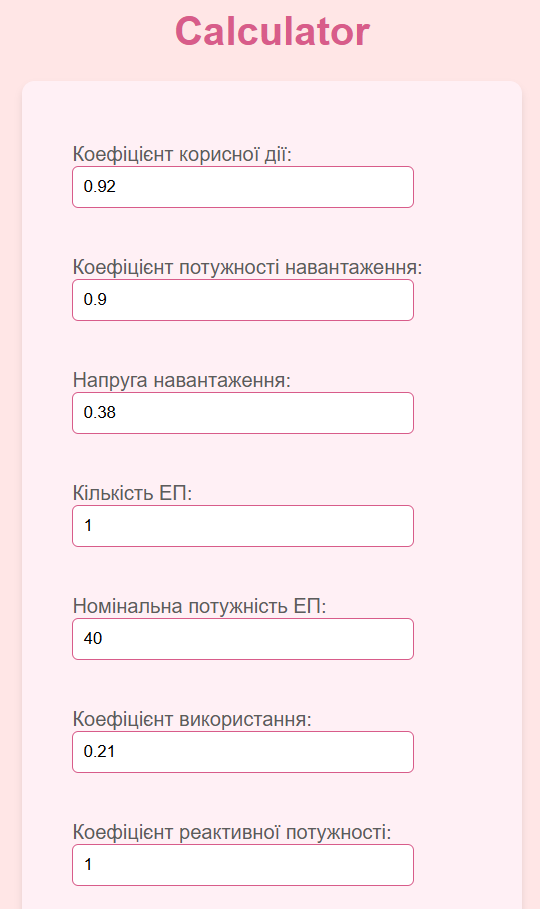 Calculator
Коефіцієнт корисної дії:
0.92
Коефіцієнт потужності навантаження:
0.9
Напруга навантаження:
0.38
Кількість ЕП:
1
Номінальна потужність ЕП:
40
Коефіцієнт використання:
0.21
Коефіцієнт реактивної потужності:
1